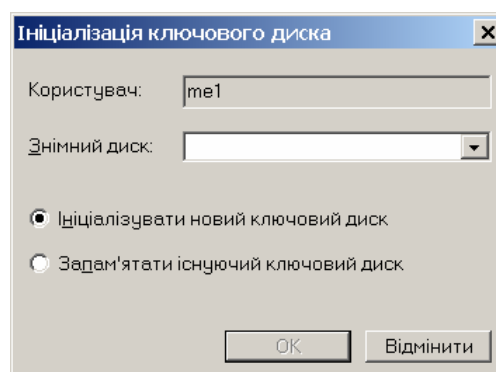 Ініціалізація ключового диска
Користувач: me1
Знімний диск:
Ініціалізувати новий ключовий диск
Запам'ятати існуючий ключовий диск
OK Відмінити